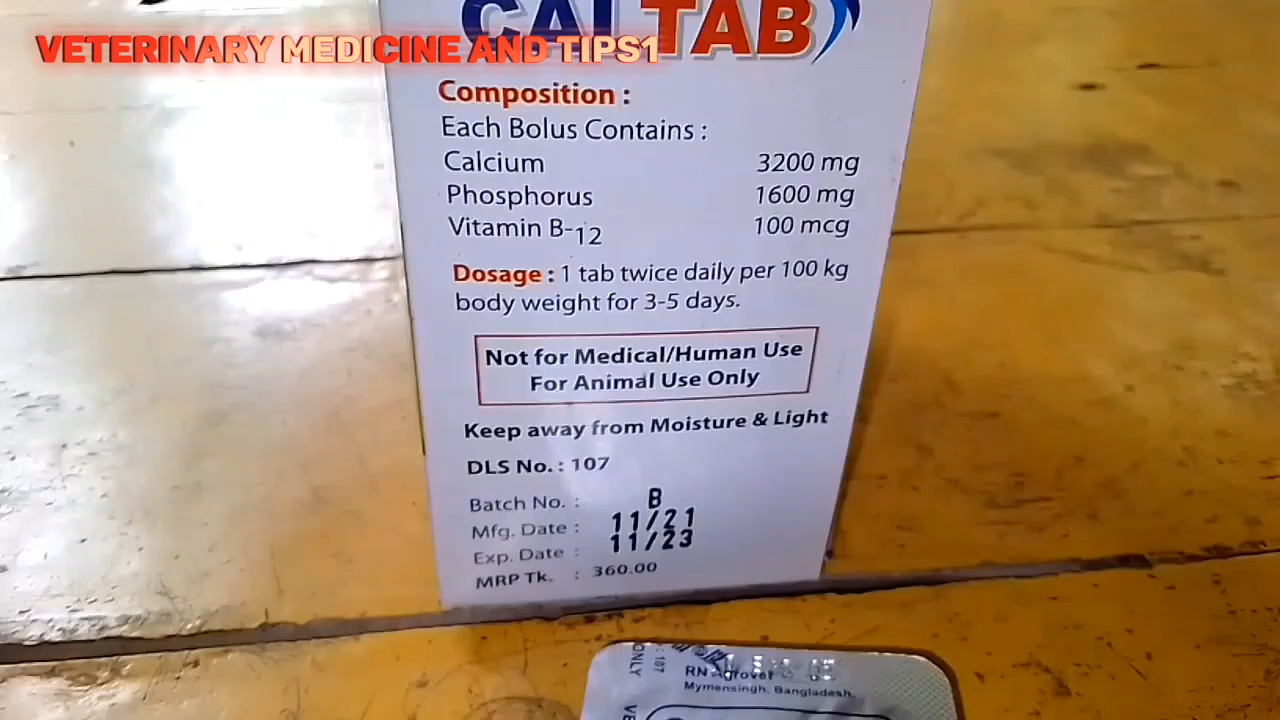 CALTAB
VETERINARY MEDICINE AND TIPS1
Composition :
Each Bolus Contains :
Calcium 3200 mg
Phosphorus 1600 mg
Vitamin B-12 100 mcg
Dosage : 1 tab twice daily per 100 kg
body weight for 3-5 days.
Not for Medical/Human Use
For Animal Use Only
Keep away from Moisture & Light
DLS No. : 107
Batch No. : B
Mfg. Date : 11/21
Exp. Date : 11/23
MRP Tk. : 360.00
ONLY
: 107
RN Agrovet
Mymensingh, Bangladesh